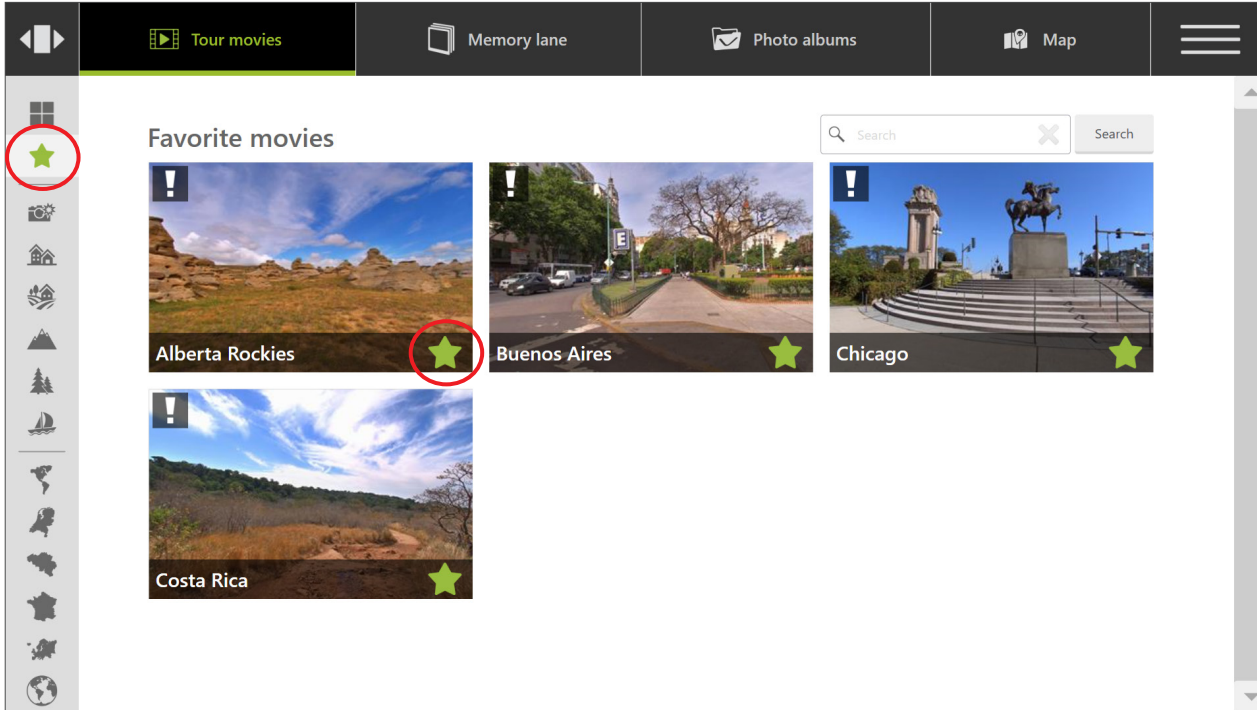 Tour movies
Memory lane
Photo albums
Map
Favorite movies
Search
Search
!
!
!
E
Alberta Rockies
Buenos Aires
Chicago
!
Costa Rica